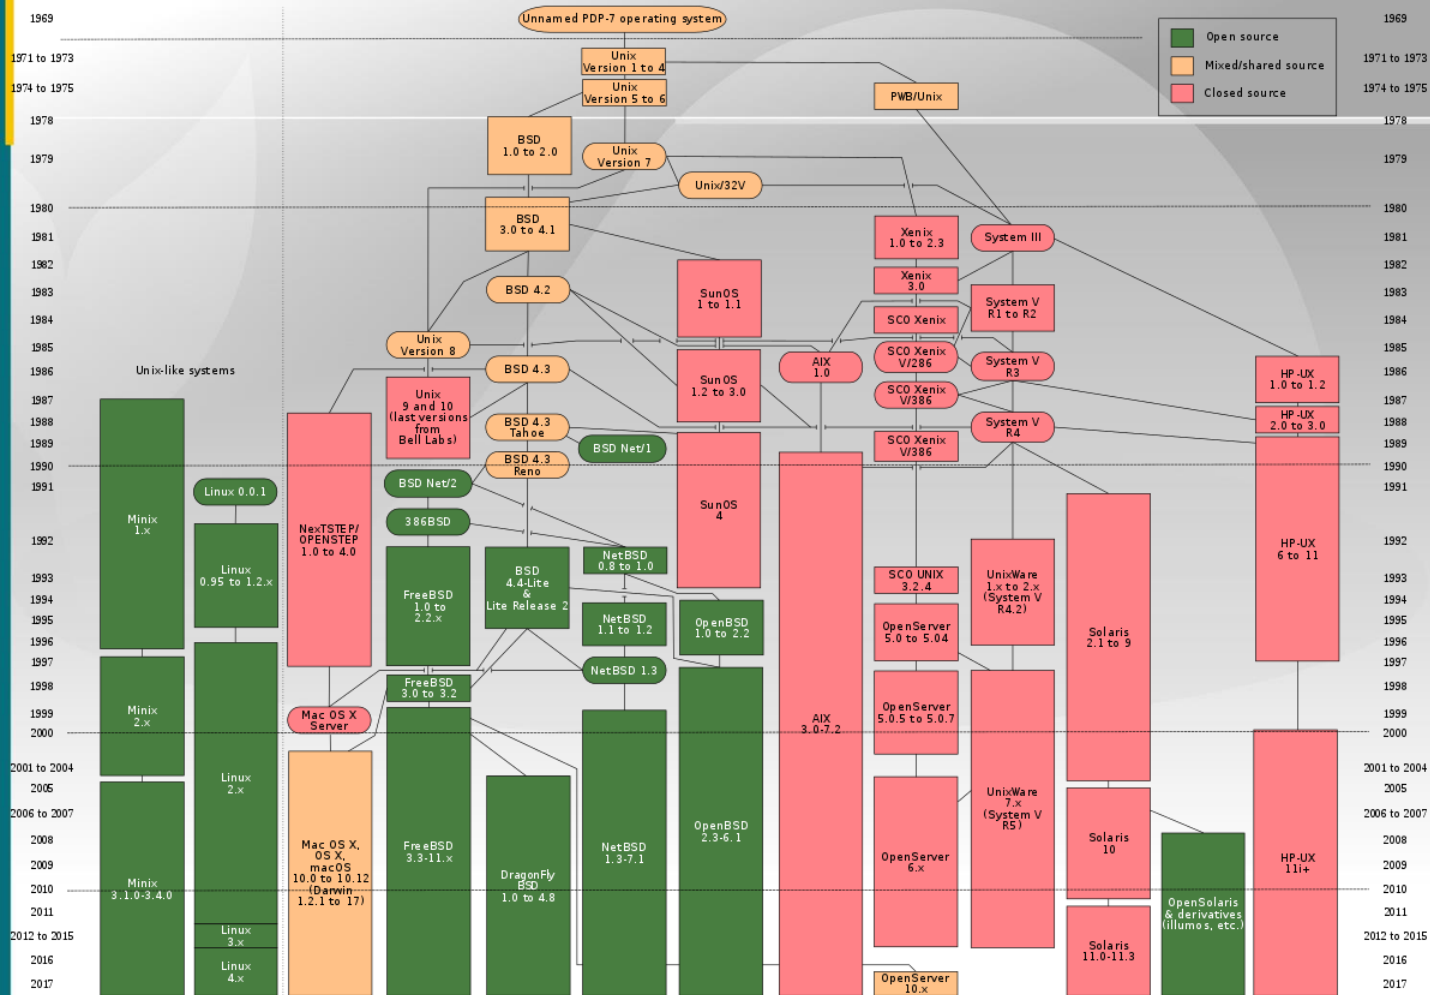 1969
Unnamed PDP-7 operating system
1969
Open source
Mixed/shared source
Closed source
1971 to 1973
Unix
Version 1 to 4
1971 to 1973
1974 to 1975
Unix
Version 5 to 6
PWB/Unix
1974 to 1975
1978
BSD
1.0 to 2.0
1978
1979
Unix
Version 7
1979
Unix/32V
1980
BSD
3.0 to 4.1
1980
1981
Xenix
1.0 to 2.3
System III
1981
1982
Xenix
3.0
1982
1983
BSD 4.2
SunOS
1 to 1.1
System V
R1 to R2
1983
1984
SCO Xenix
1984
1985
Unix
Version 8
SCO Xenix
V/286
1985
1986
Unix-like systems
BSD 4.3
AIX
1.0
System V
R3
HP-UX
1.0 to 1.2
1986
1987
Unix
9 and 10
(last versions
from
Bell Labs)
SunOS
1.2 to 3.0
SCO Xenix
V/386
1987
1988
BSD 4.3
Tahoe
System V
R4
HP-UX
2.0 to 3.0
1988
1989
BSD Net/1
SCO Xenix
V/386
1989
1990
BSD 4.3
Reno
1990
1991
Linux 0.0.1
BSD Net/2
1991
Minix
1.x
NexTSTEP/
OPENSTEP
1.0 to 4.0
386BSD
SunOS
4
1992
HP-UX
6 to 11
1992
Linux
0.95 to 1.2.x
BSD
4.4-Lite
&
Lite Release 2
NetBSD
0.8 to 1.0
1993
SCO UNIX
3.2.4
UnixWare
1.x to 2.x
(System V
R4.2)
1993
1994
FreeBSD
1.0 to
2.2.x
1994
1995
NetBSD
1.1 to 1.2
OpenBSD
1.0 to 2.2
OpenServer
5.0 to 5.04
1995
1996
Solaris
2.1 to 9
1996
1997
NetBSD 1.3
1997
1998
FreeBSD
3.0 to 3.2
1998
1999
Minix
2.x
Mac OS X
Server
OpenServer
5.0.5 to 5.0.7
1999
2000
AIX
3.0-7.2
2000
2001 to 2004
Linux
2.x
2001 to 2004
2005
2005
2006 to 2007
UnixWare
7.x
(System V
R5)
2006 to 2007
2008
Mac OS X,
OS X,
macOS
10.0 to 10.12
(Darwin
1.2.1 to 17)
FreeBSD
3.3-11.x
NetBSD
1.3-7.1
OpenBSD
2.3-6.1
Solaris
10
2008
2009
OpenServer
6.x
HP-UX
11i+
2009
2010
Minix
3.1.0-3.4.0
DragonFly
BSD
1.0 to 4.8
2010
2011
OpenSolaris
& derivatives
(illumos, etc.)
2011
2012 to 2015
Linux
3.x
2012 to 2015
2016
Linux
4.x
Solaris
11.0-11.3
2016
2017
OpenServer
10.x
2017